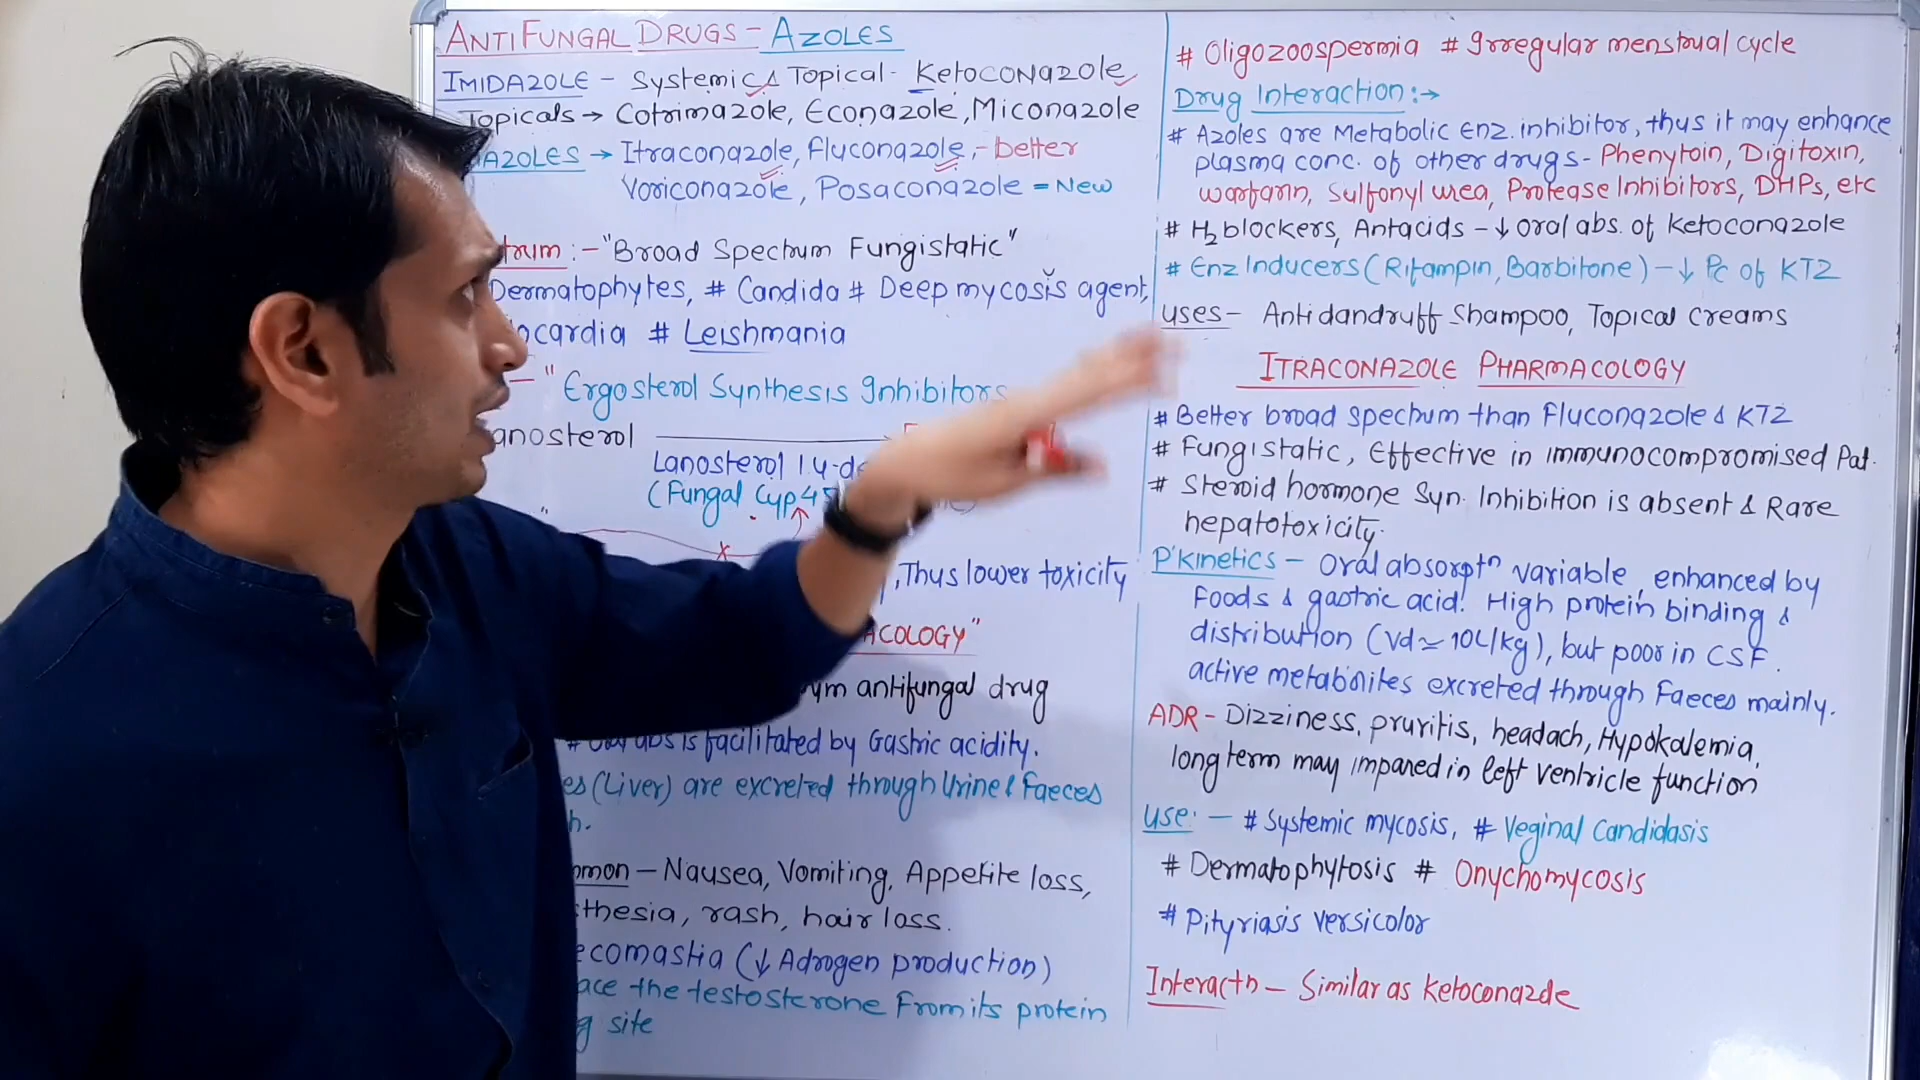 ANTIFUNGAL DRUGS - AZOLES
IMIDAZOLE - Systemic & Topical - Ketoconazole
Topicals → Cotrimazole, Econazole, Miconazole
AZOLES → Itraconazole, Fluconazole, - better
Voriconazole, Posaconazole = New
trum :- "Broad Spectrum Fungistatic"
Dermatophytes, # Candida # Deep mycosis agent,
ocardia # Leishmania
- "Ergosterol Synthesis Inhibitors
anosterol
Lanosterol 14-de
(Fungal Cyp45
, Thus lower toxicity
ACOLOGY"
um antifungal drug
# Oral abs is facilitated by Gastric acidity.
es (Liver) are excreted through Urine & Faeces
h.
mmon - Nausea, Vomiting, Appetite loss,
thesia, rash, hair loss.
ecomastia (↓ Adrogen production)
ace the testosterone from its protein
g site
# Oligozoospermia # Irregular menstrual cycle
Drug Interaction :→
# Azoles are Metabolic Enz. inhibitor, thus it may enhance
plasma conc. of other drugs - Phenytoin, Digitoxin,
warfarin, Sulfonyl urea, Protease Inhibitors, DHPs, etc
# H2 blockers, Antacids - ↓ oral abs. of Ketoconazole
# Enz Inducers (Rifampin, Barbitone) - ↓ Pc of KTZ
uses - Antidandruff Shampoo, Topical creams
ITRACONAZOLE PHARMACOLOGY
# Better broad spectrum than Fluconazole & KTZ
# Fungistatic, Effective in immunocompromised Pat.
# Steroid hormone Syn. Inhibition is absent & Rare
hepatotoxicity.
P'kinetics - Oral absorptn variable, enhanced by
Foods & gastric acid. High protein binding &
distribution (Vd ≃ 10L/kg), but poor in CSF.
active metabolites excreted through Faeces mainly.
ADR - Dizziness, pruritis, headach, Hypokalemia,
long term may impared in left ventricle function
use: - # Systemic mycosis, # Veginal Candidasis
# Dermatophytosis # Onychomycosis
# Pityriasis versicolor
Interactn - Similar as Ketoconazole